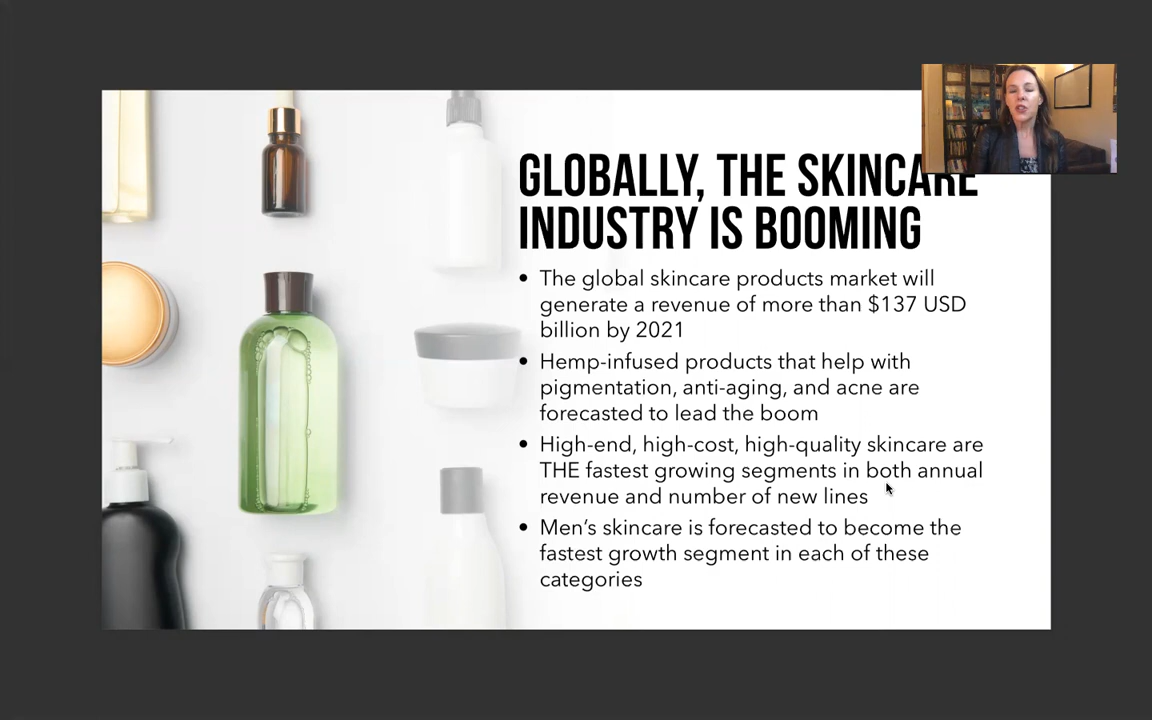 GLOBALLY, THE SKINCARE
INDUSTRY IS BOOMING
• The global skincare products market will
generate a revenue of more than $137 USD
billion by 2021
• Hemp-infused products that help with
pigmentation, anti-aging, and acne are
forecasted to lead the boom
• High-end, high-cost, high-quality skincare are
THE fastest growing segments in both annual
revenue and number of new lines
• Men's skincare is forecasted to become the
fastest growth segment in each of these
categories